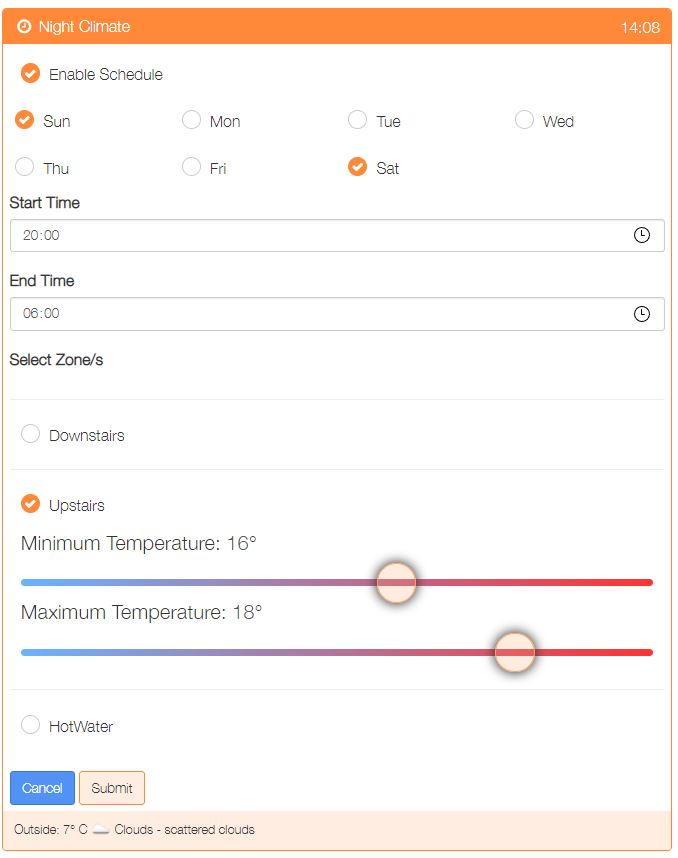 Night Climate 14:08
Enable Schedule
Sun Mon Tue Wed
Thu Fri Sat
Start Time
20:00
End Time
06:00
Select Zone/s
Downstairs
Upstairs
Minimum Temperature: 16°
Maximum Temperature: 18°
HotWater
Cancel Submit
Outside: 7° C Clouds - scattered clouds